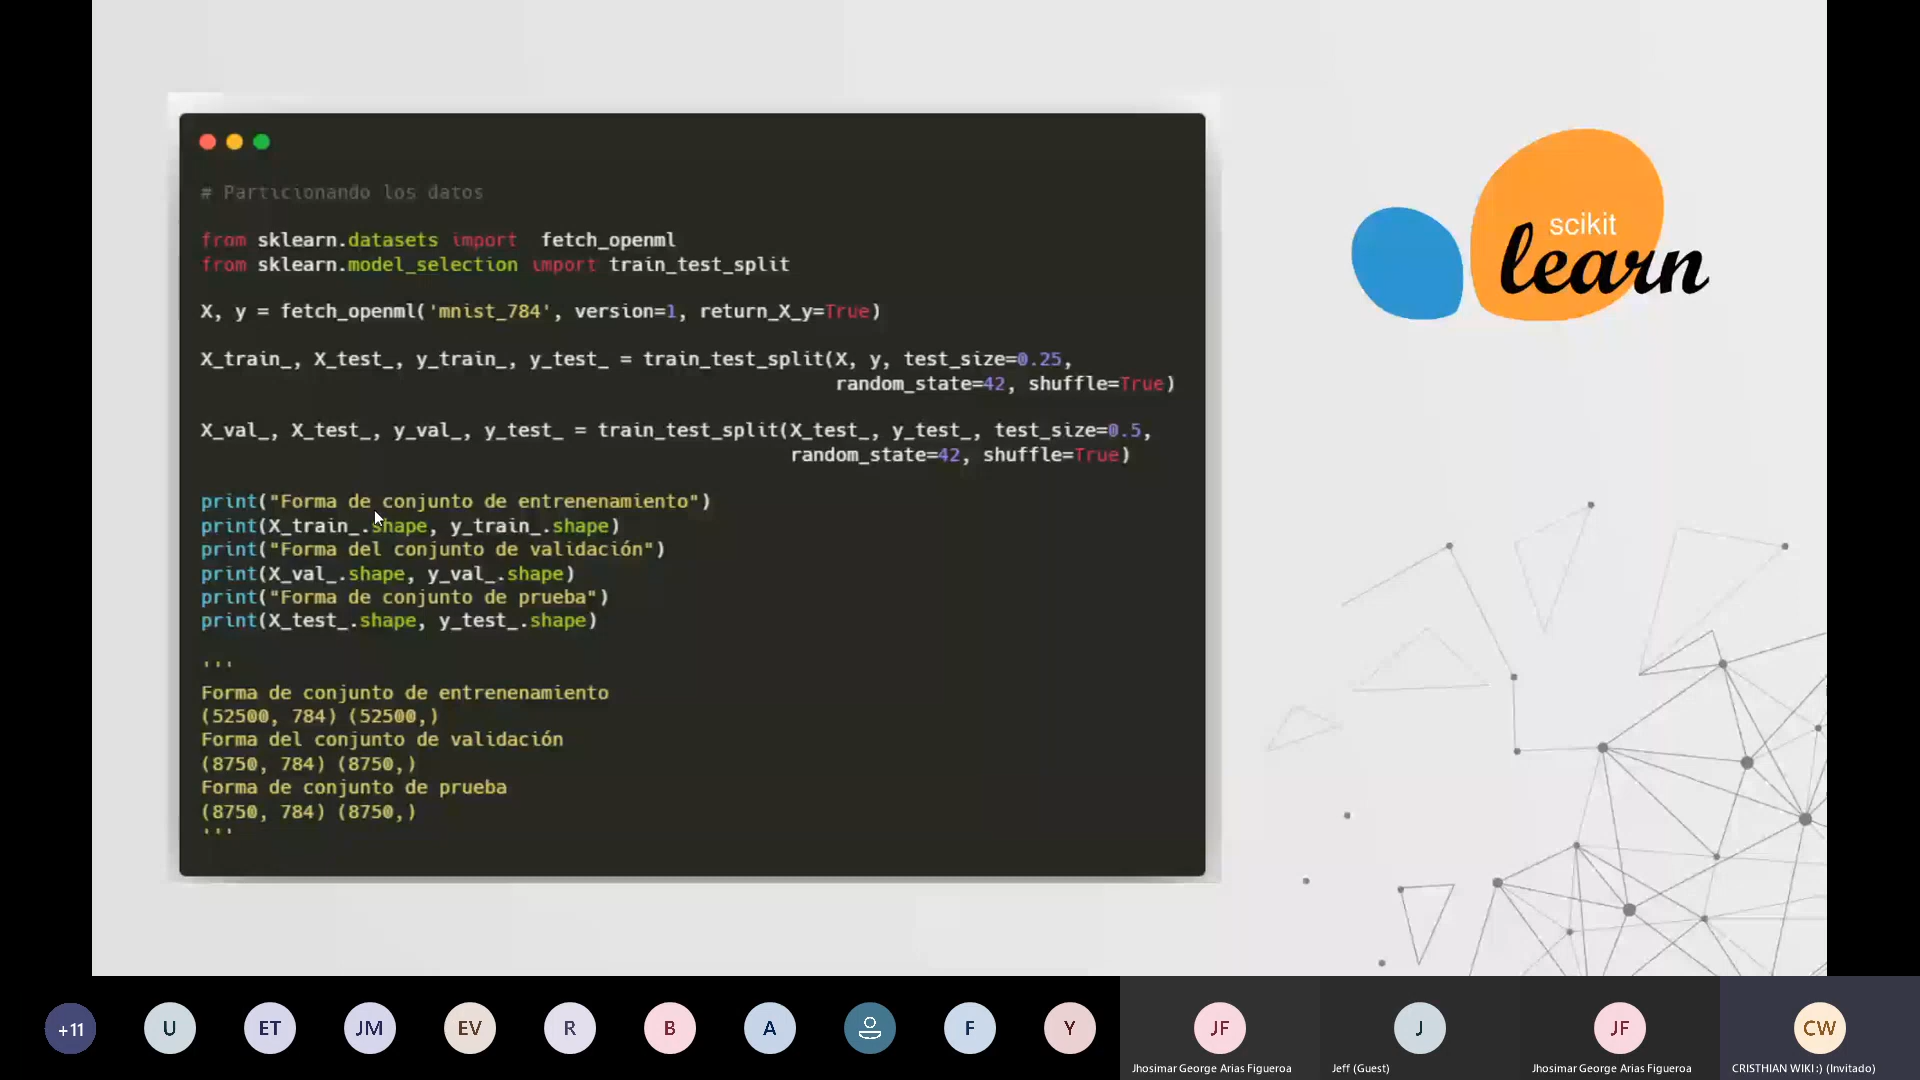 # Particionando los datos
from sklearn.datasets import  fetch_openml
from sklearn.model_selection import train_test_split
X, y = fetch_openml('mnist_784', version=1, return_X_y=True)
X_train_, X_test_, y_train_, y_test_ = train_test_split(X, y, test_size=0.25,
random_state=42, shuffle=True)
X_val_, X_test_, y_val_, y_test_ = train_test_split(X_test_, y_test_, test_size=0.5,
random_state=42, shuffle=True)
print("Forma de conjunto de entrenenamiento")
print(X_train_.shape, y_train_.shape)
print("Forma del conjunto de validación")
print(X_val_.shape, y_val_.shape)
print("Forma de conjunto de prueba")
print(X_test_.shape, y_test_.shape)
'''
Forma de conjunto de entrenenamiento
(52500, 784) (52500,)
Forma del conjunto de validación
(8750, 784) (8750,)
Forma de conjunto de prueba
(8750, 784) (8750,)
'''
scikit
learn
+11 U ET JM EV R B A F Y JF J JF CW
Jhosimar George Arias Figueroa Jeff (Guest) Jhosimar George Arias Figueroa CRISTHIAN WIKI :) (Invitado)